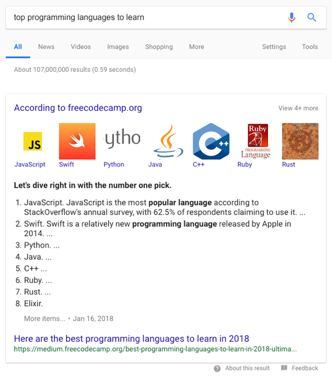 top programming languages to learn
All News Videos Images Shopping More Settings Tools
About 107,000,000 results (0.59 seconds)
According to freecodecamp.org View 4+ more
JS ytho Java C++ Ruby Programming Language
JavaScript Swift Python Java C++ Ruby Rust
Let's dive right in with the number one pick.
1. JavaScript. JavaScript is the most popular language according to
StackOverflow's annual survey, with 62.5% of respondents claiming to use it. ...
2. Swift. Swift is a relatively new programming language released by Apple in
2014. ...
3. Python. ...
4. Java. ...
5. C++ ...
6. Ruby. ...
7. Rust. ...
8. Elixir.
More items... • Jan 16, 2018
Here are the best programming languages to learn in 2018
https://medium.freecodecamp.org/best-programming-languages-to-learn-in-2018-ultima...
About this result Feedback